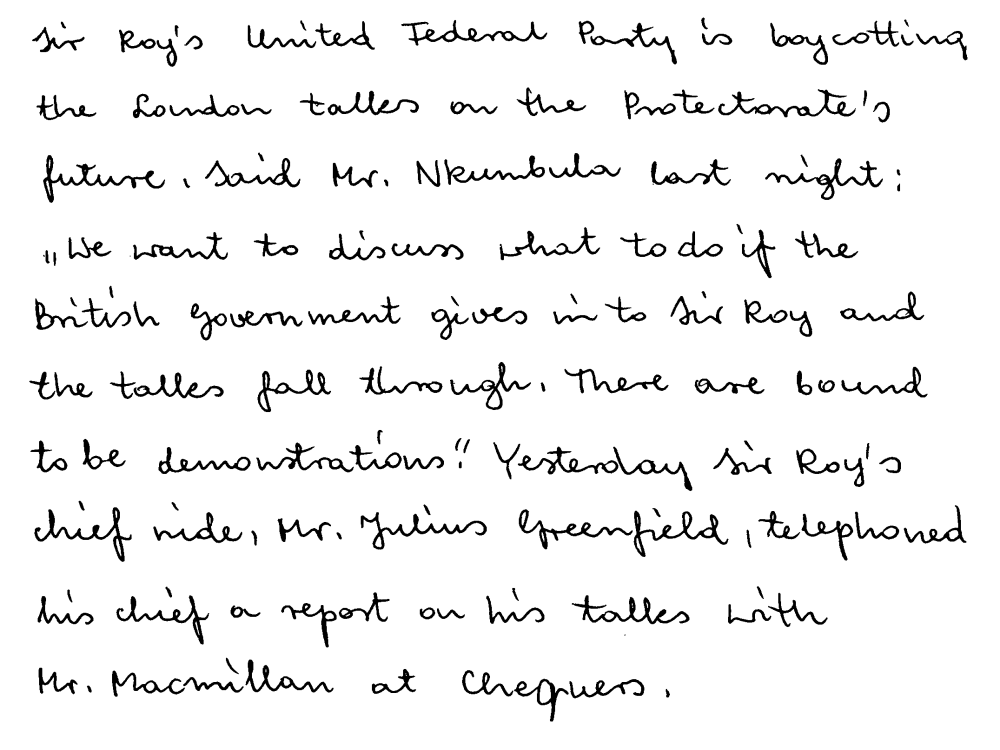 Sir Roy's United Federal Party is boycotting
the London talks on the Protectorate's
future. Said Mr. Nkumbula last night:
„We want to discuss what to do if the
British Government gives in to Sir Roy and
the talks fall through. There are bound
to be demonstrations." Yesterday Sir Roy's
chief aide, Mr. Julius Greenfield, telephoned
his chief a report on his talks with
Mr. Macmillan at Chequers.